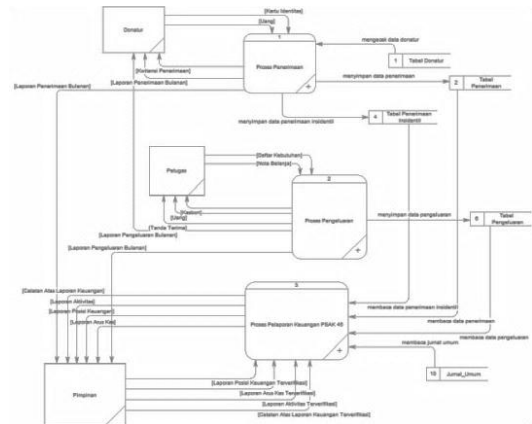 Donatur
[Kartu Identitas]
[Uang]
1
Proses Penerimaan
mengecek data donatur
1 Tabel Donatur
[Kwitansi Penerimaan]
[Laporan Penerimaan Bulanan]
[Laporan Penerimaan Bulanan]
menyimpan data penerimaan
2 Tabel
Penerimaan
menyimpan data penerimaan insidentil
4 Tabel Penerimaan
Insidentil
Petugas
[Daftar Kebutuhan]
[Nota Belanja]
2
Proses Pengeluaran
[Kasbon]
[Uang]
[Tanda Terima]
[Laporan Pengeluaran Bulanan]
menyimpan data pengeluaran
Tabel
Pengeluaran
[Laporan Pengeluaran Bulanan]
3
Proses Pelaporan Keuangan PSAK 45
[Catatan Atas Laporan Keuangan]
[Laporan Aktivitas]
[Laporan Posisi Keuangan]
[Laporan Arus Kas]
membaca data penerimaan insidentil
membaca data penerimaan
membaca data pengeluaran
membaca jurnal umum
Jurnal_Umum
Pimpinan
[Laporan Posisi Keuangan Terverifikasi]
[Laporan Arus Kas Terverifikasi]
[Laporan Aktivitas Terverifikasi]
[Catatan Atas Laporan Keuangan Terverifikasi]